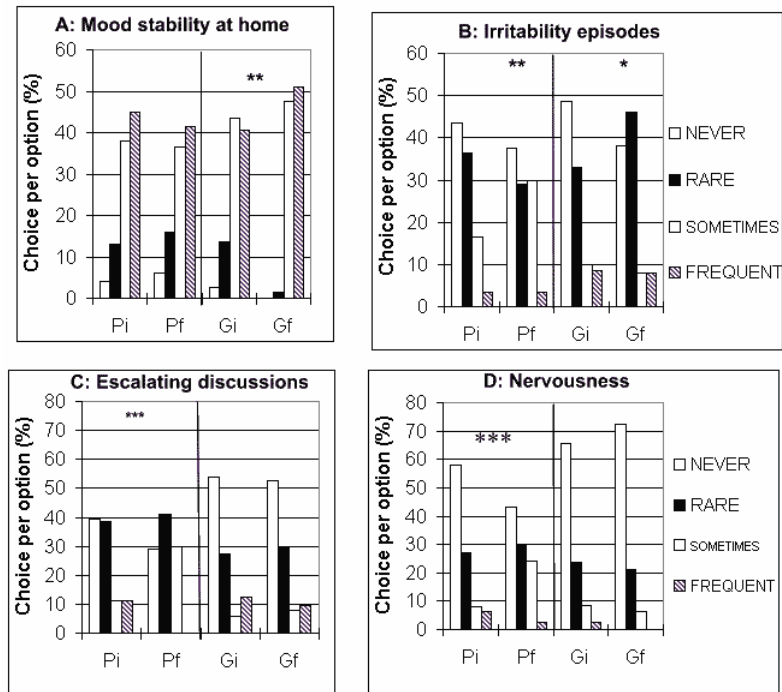 A: Mood stability at home
Choice per option (%)
60
50
40
30
20
10
0
**
Pi Pf Gi Gf
B: Irritability episodes
Choice per option (%)
60
50
40
30
20
10
0
** *
Pi Pf Gi Gf
NEVER
RARE
SOMETIMES
FREQUENT
C: Escalating discussions
Choice per option (%)
80
70
60
50
40
30
20
10
0
***
Pi Pf Gi Gf
D: Nervousness
Choice per option (%)
80
70
60
50
40
30
20
10
0
***
Pi Pf Gi Gf
NEVER
RARE
SOMETIMES
FREQUENT